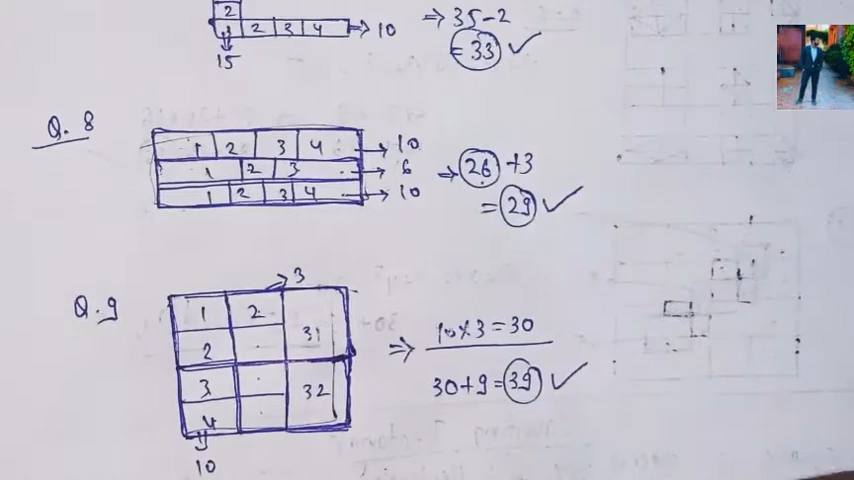 2
1 2 3 4 ⇒ 10
15
⇒ 35-2
= 33 ✓
Q. 8
1 2 3 4 → 10
1 2 3 → 6
1 2 3 4 → 10
⇒ 26 +3
= 29 ✓
Q.9
→ 3
1 2 31
2
3 32
4
10
⇒ 10×3=30
30+9=39 ✓